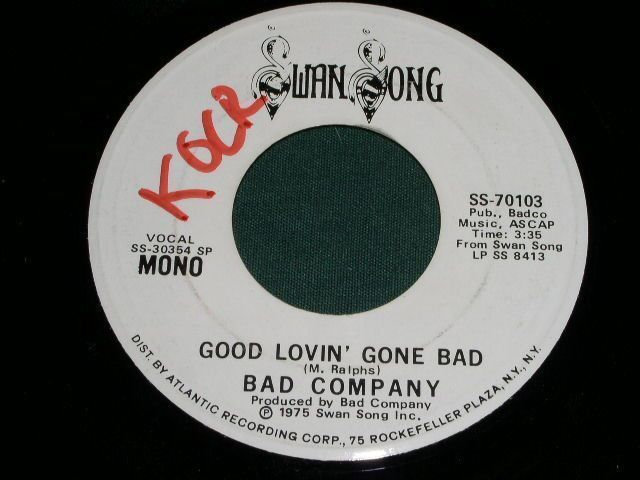 SWAN SONG
KOCR
VOCAL
SS-30354 SP
MONO
SS-70103
Pub., Badco
Music, ASCAP
Time: 3:35
From Swan Song
LP SS 8413
GOOD LOVIN' GONE BAD
(M. Ralphs)
BAD COMPANY
Produced by Bad Company
℗ 1975 Swan Song Inc.
DIST. BY ATLANTIC RECORDING CORP., 75 ROCKEFELLER PLAZA, N.Y., N.Y.